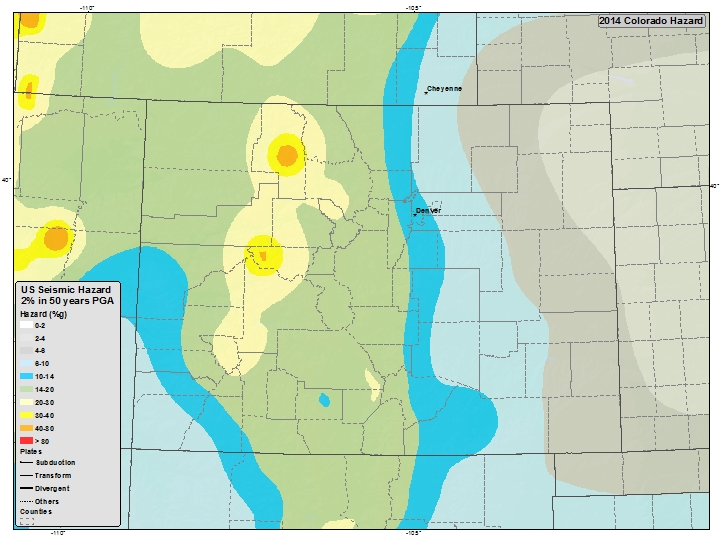 -110°
-105°
2014 Colorado Hazard
Cheyenne
40°
40°
Denver
US Seismic Hazard
2% in 50 years PGA
Hazard (%g)
0-2
2-4
4-6
6-10
10-14
14-20
20-30
30-40
40-80
> 80
Plates
Subduction
Transform
Divergent
Others
Counties
-110°
-105°